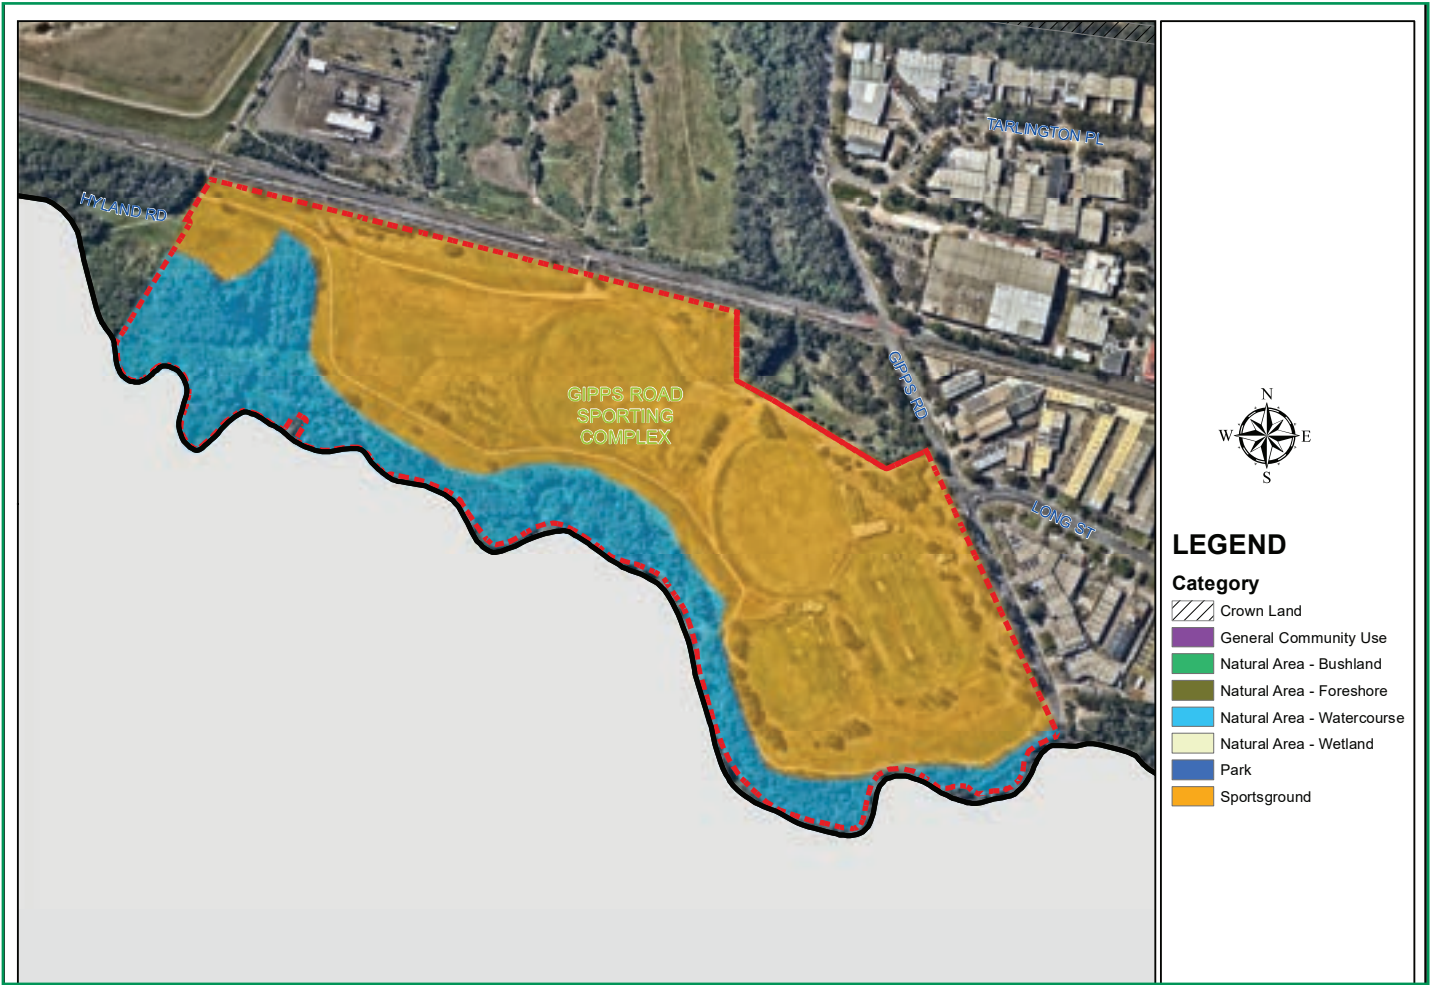 TARLINGTON PL
HYLAND RD
GIPPS RD
GIPPS ROAD
SPORTING
COMPLEX
LONG ST
N
W E
S
LEGEND
Category
Crown Land
General Community Use
Natural Area - Bushland
Natural Area - Foreshore
Natural Area - Watercourse
Natural Area - Wetland
Park
Sportsground